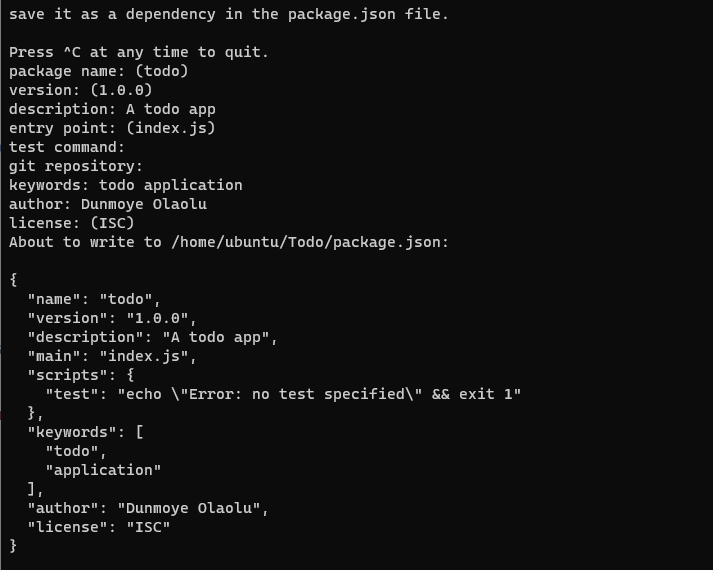 save it as a dependency in the package.json file.
Press ^C at any time to quit.
package name: (todo)
version: (1.0.0)
description: A todo app
entry point: (index.js)
test command:
git repository:
keywords: todo application
author: Dunmoye Olaolu
license: (ISC)
About to write to /home/ubuntu/Todo/package.json:
{
  "name": "todo",
  "version": "1.0.0",
  "description": "A todo app",
  "main": "index.js",
  "scripts": {
    "test": "echo \"Error: no test specified\" && exit 1"
  },
  "keywords": [
    "todo",
    "application"
  ],
  "author": "Dunmoye Olaolu",
  "license": "ISC"
}